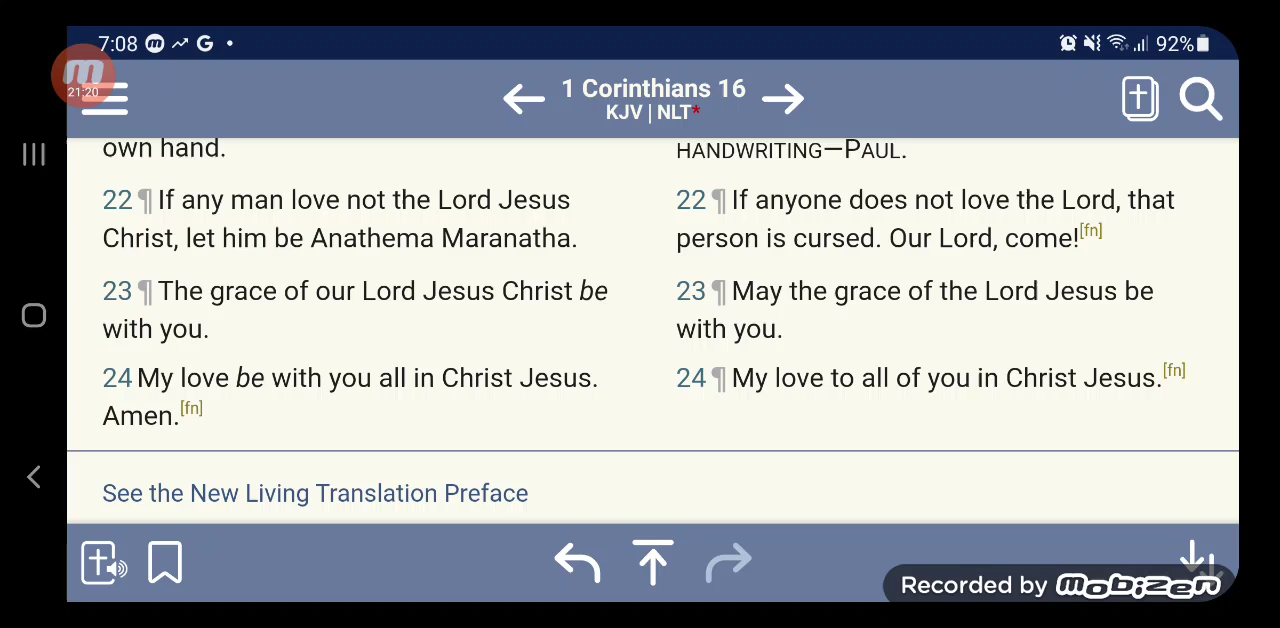 7:08 m G
92%
21:20
1 Corinthians 16
KJV | NLT*
own hand.
22 ¶ If any man love not the Lord Jesus
Christ, let him be Anathema Maranatha.
23 ¶ The grace of our Lord Jesus Christ be
with you.
24 My love be with you all in Christ Jesus.
Amen.[fn]
HANDWRITING—PAUL.
22 ¶ If anyone does not love the Lord, that
person is cursed. Our Lord, come![fn]
23 ¶ May the grace of the Lord Jesus be
with you.
24 ¶ My love to all of you in Christ Jesus.[fn]
See the New Living Translation Preface
Recorded by mobizen